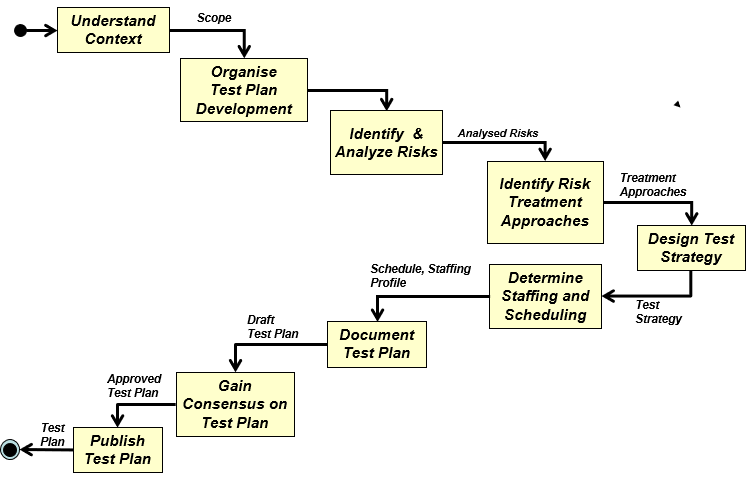 Understand
Context
Scope
Organise
Test Plan
Development
Identify &
Analyze Risks
Analysed Risks
Identify Risk
Treatment
Approaches
Treatment
Approaches
Design Test
Strategy
Test
Strategy
Determine
Staffing and
Scheduling
Schedule, Staffing
Profile
Document
Test Plan
Draft
Test Plan
Gain
Consensus on
Test Plan
Approved
Test Plan
Publish
Test Plan
Test
Plan